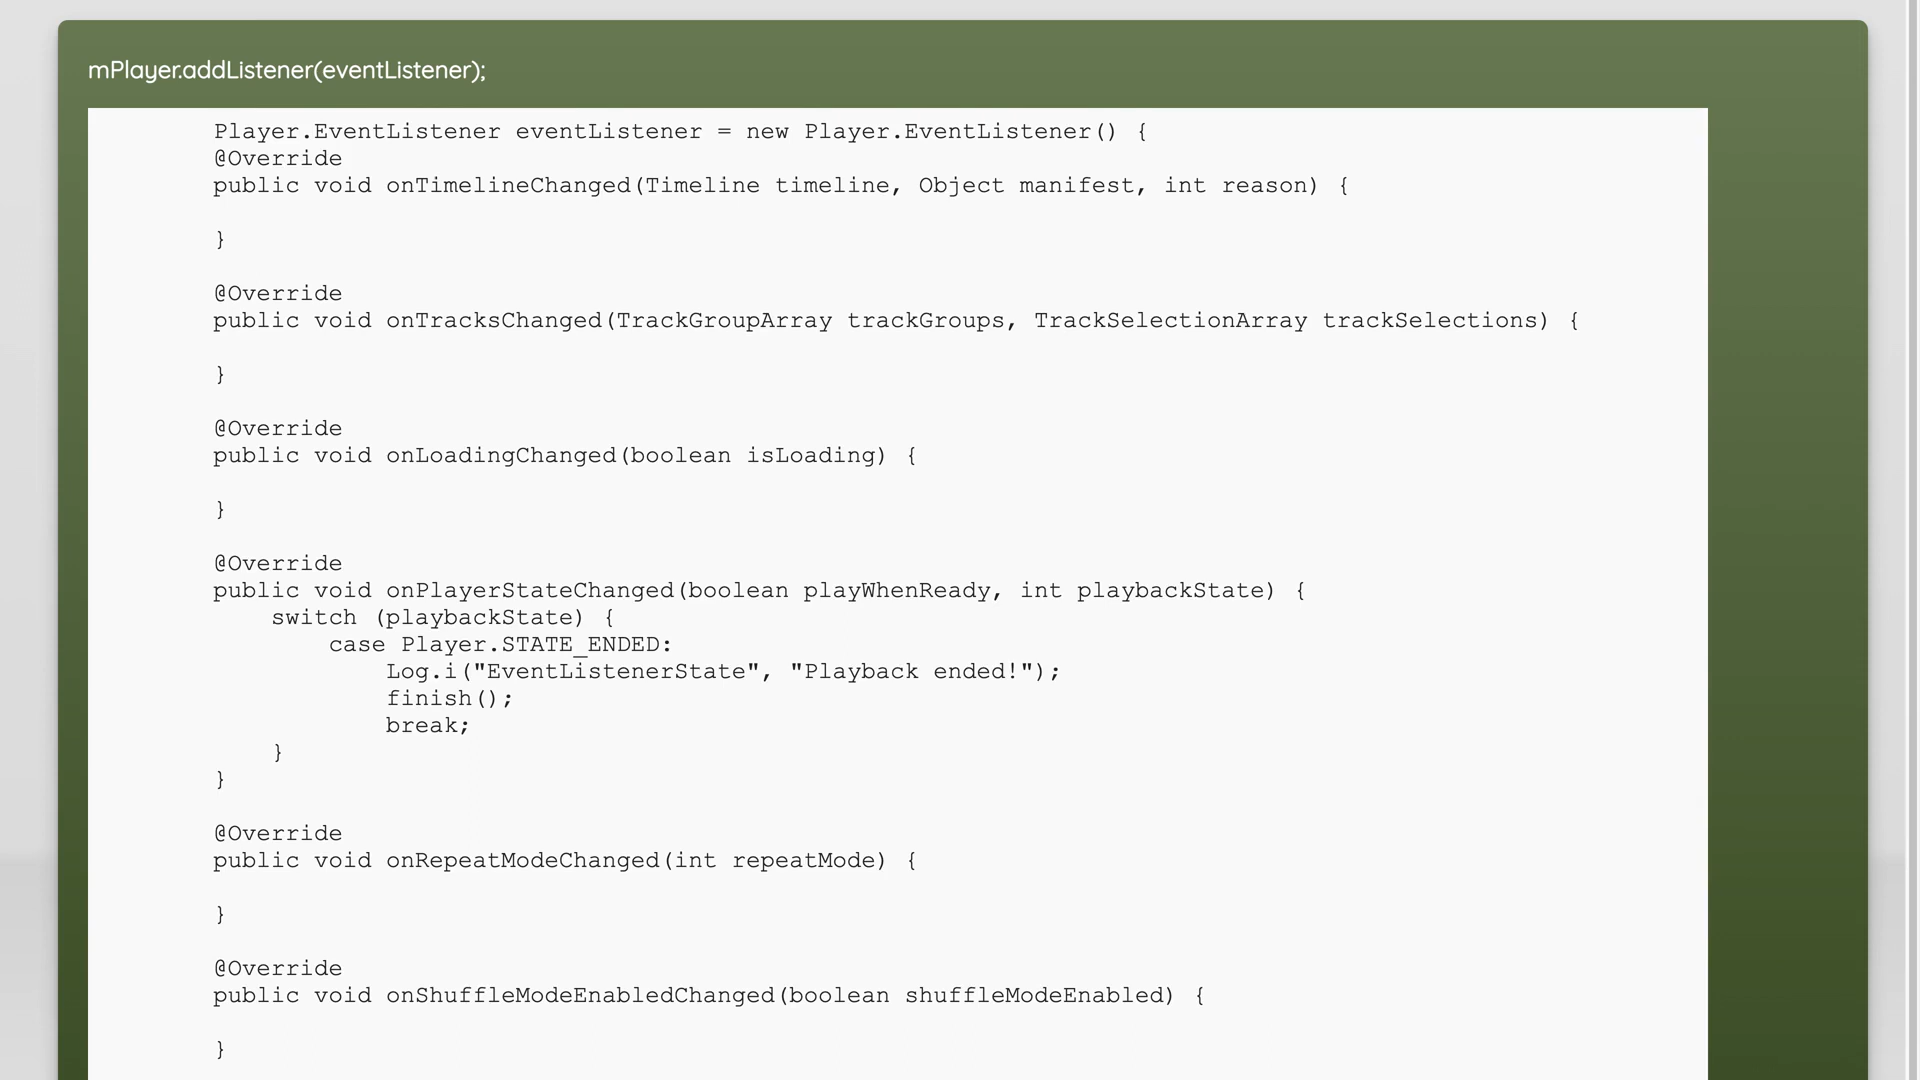 mPlayer.addListener(eventListener);
Player.EventListener eventListener = new Player.EventListener() {
@Override
public void onTimelineChanged(Timeline timeline, Object manifest, int reason) {
}
@Override
public void onTracksChanged(TrackGroupArray trackGroups, TrackSelectionArray trackSelections) {
}
@Override
public void onLoadingChanged(boolean isLoading) {
}
@Override
public void onPlayerStateChanged(boolean playWhenReady, int playbackState) {
switch (playbackState) {
case Player.STATE_ENDED:
Log.i("EventListenerState", "Playback ended!");
finish();
break;
}
}
@Override
public void onRepeatModeChanged(int repeatMode) {
}
@Override
public void onShuffleModeEnabledChanged(boolean shuffleModeEnabled) {
}